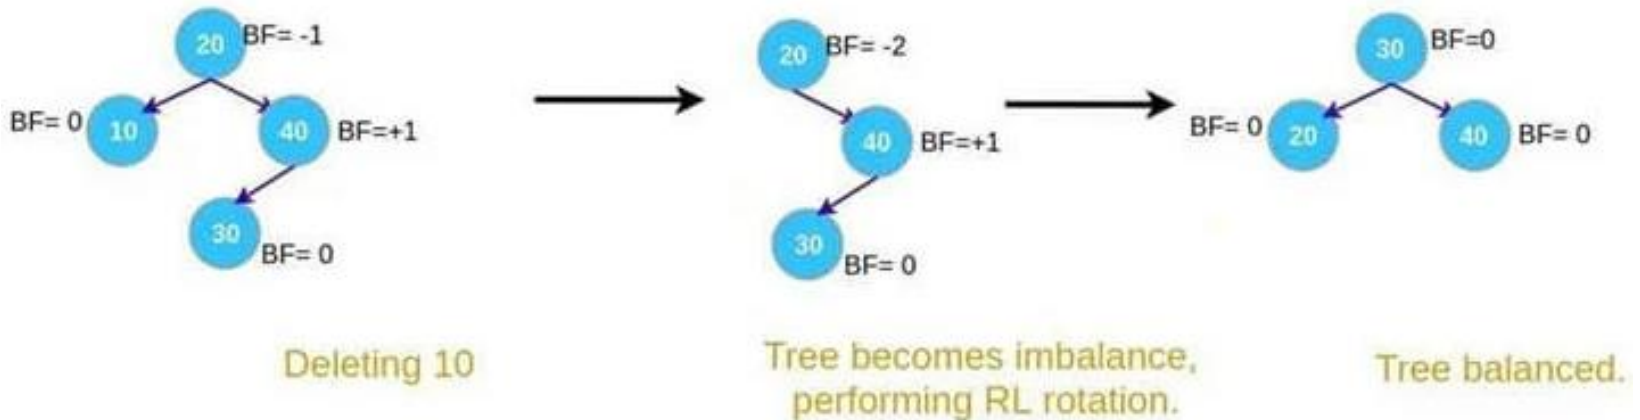 20 BF= -1
BF= 0 10 40 BF=+1
30 BF= 0
Deleting 10
20 BF= -2
40 BF=+1
30 BF= 0
Tree becomes imbalance,
performing RL rotation.
30 BF=0
BF= 0 20 40 BF= 0
Tree balanced.